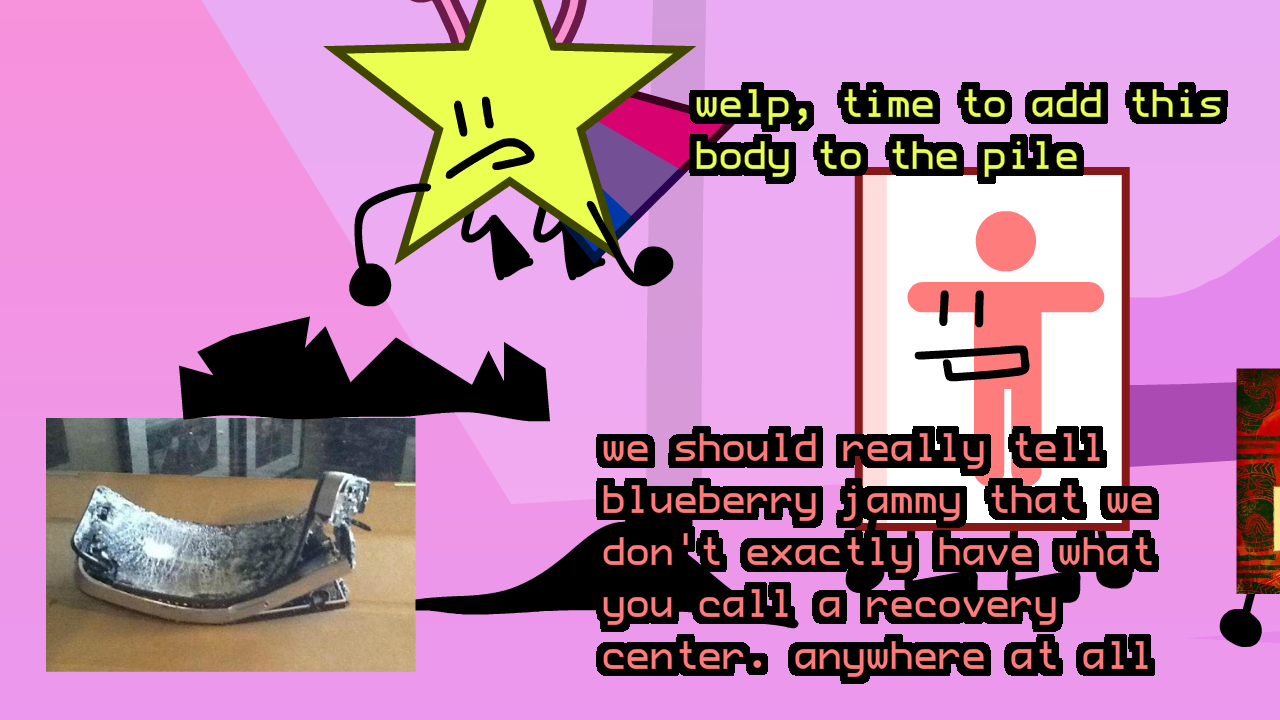 welp, time to add this
body to the pile
we should really tell
blueberry jammy that we
don't exactly have what
you call a recovery
center. anywhere at all